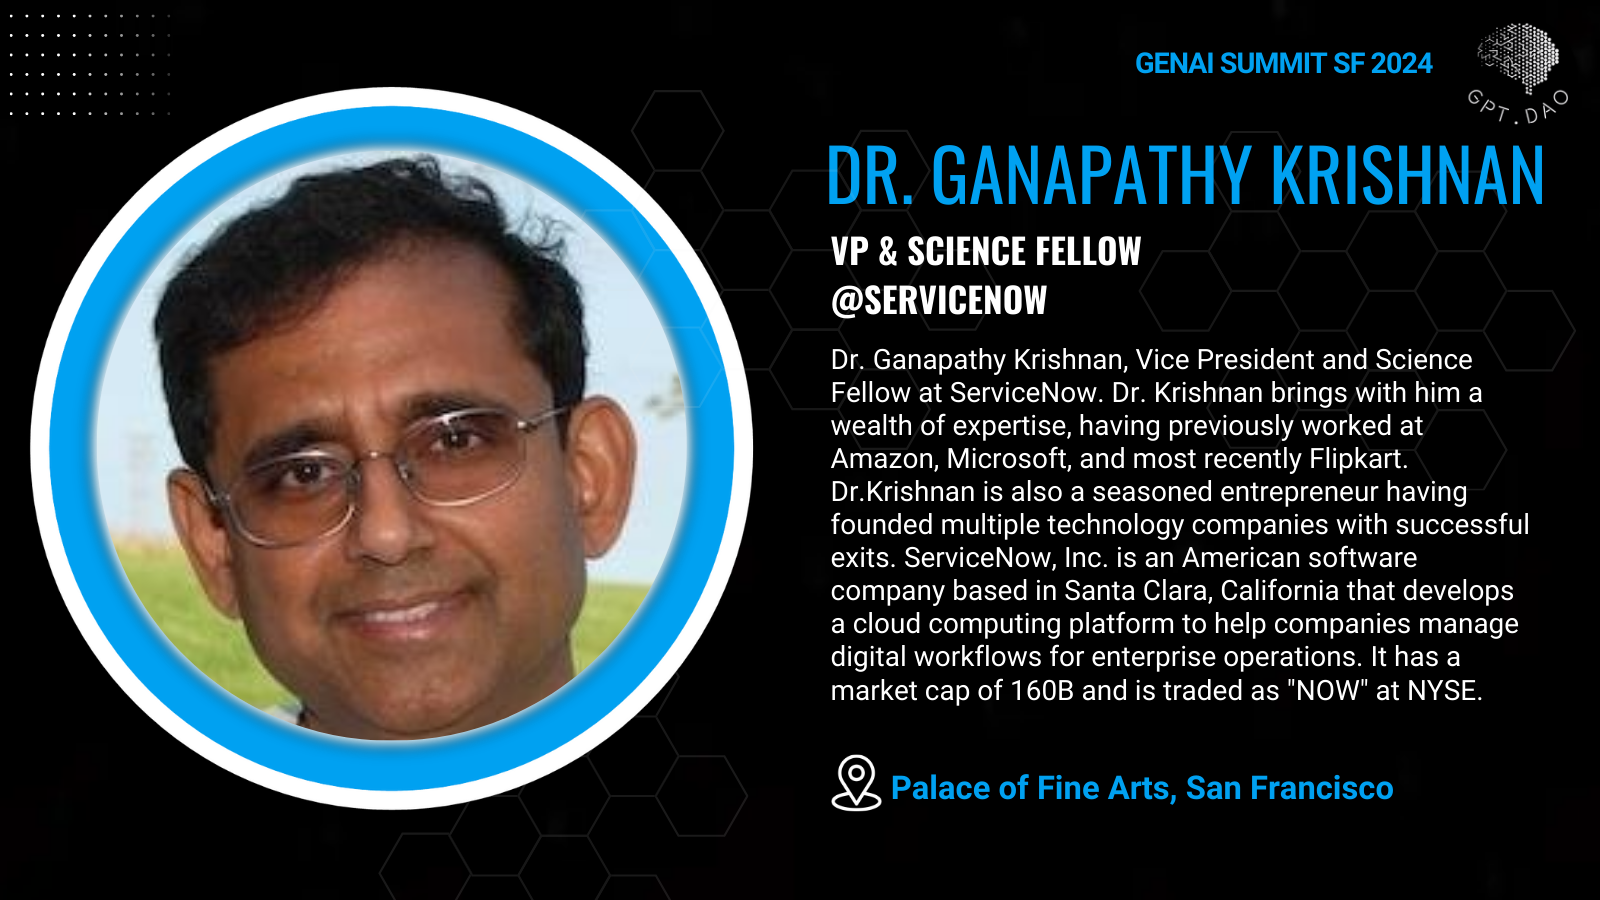 GENAI SUMMIT SF 2024
GPT.DAO
DR. GANAPATHY KRISHNAN
VP & SCIENCE FELLOW
@SERVICENOW
Dr. Ganapathy Krishnan, Vice President and Science
Fellow at ServiceNow. Dr. Krishnan brings with him a
wealth of expertise, having previously worked at
Amazon, Microsoft, and most recently Flipkart.
Dr.Krishnan is also a seasoned entrepreneur having
founded multiple technology companies with successful
exits. ServiceNow, Inc. is an American software
company based in Santa Clara, California that develops
a cloud computing platform to help companies manage
digital workflows for enterprise operations. It has a
market cap of 160B and is traded as "NOW" at NYSE.
Palace of Fine Arts, San Francisco